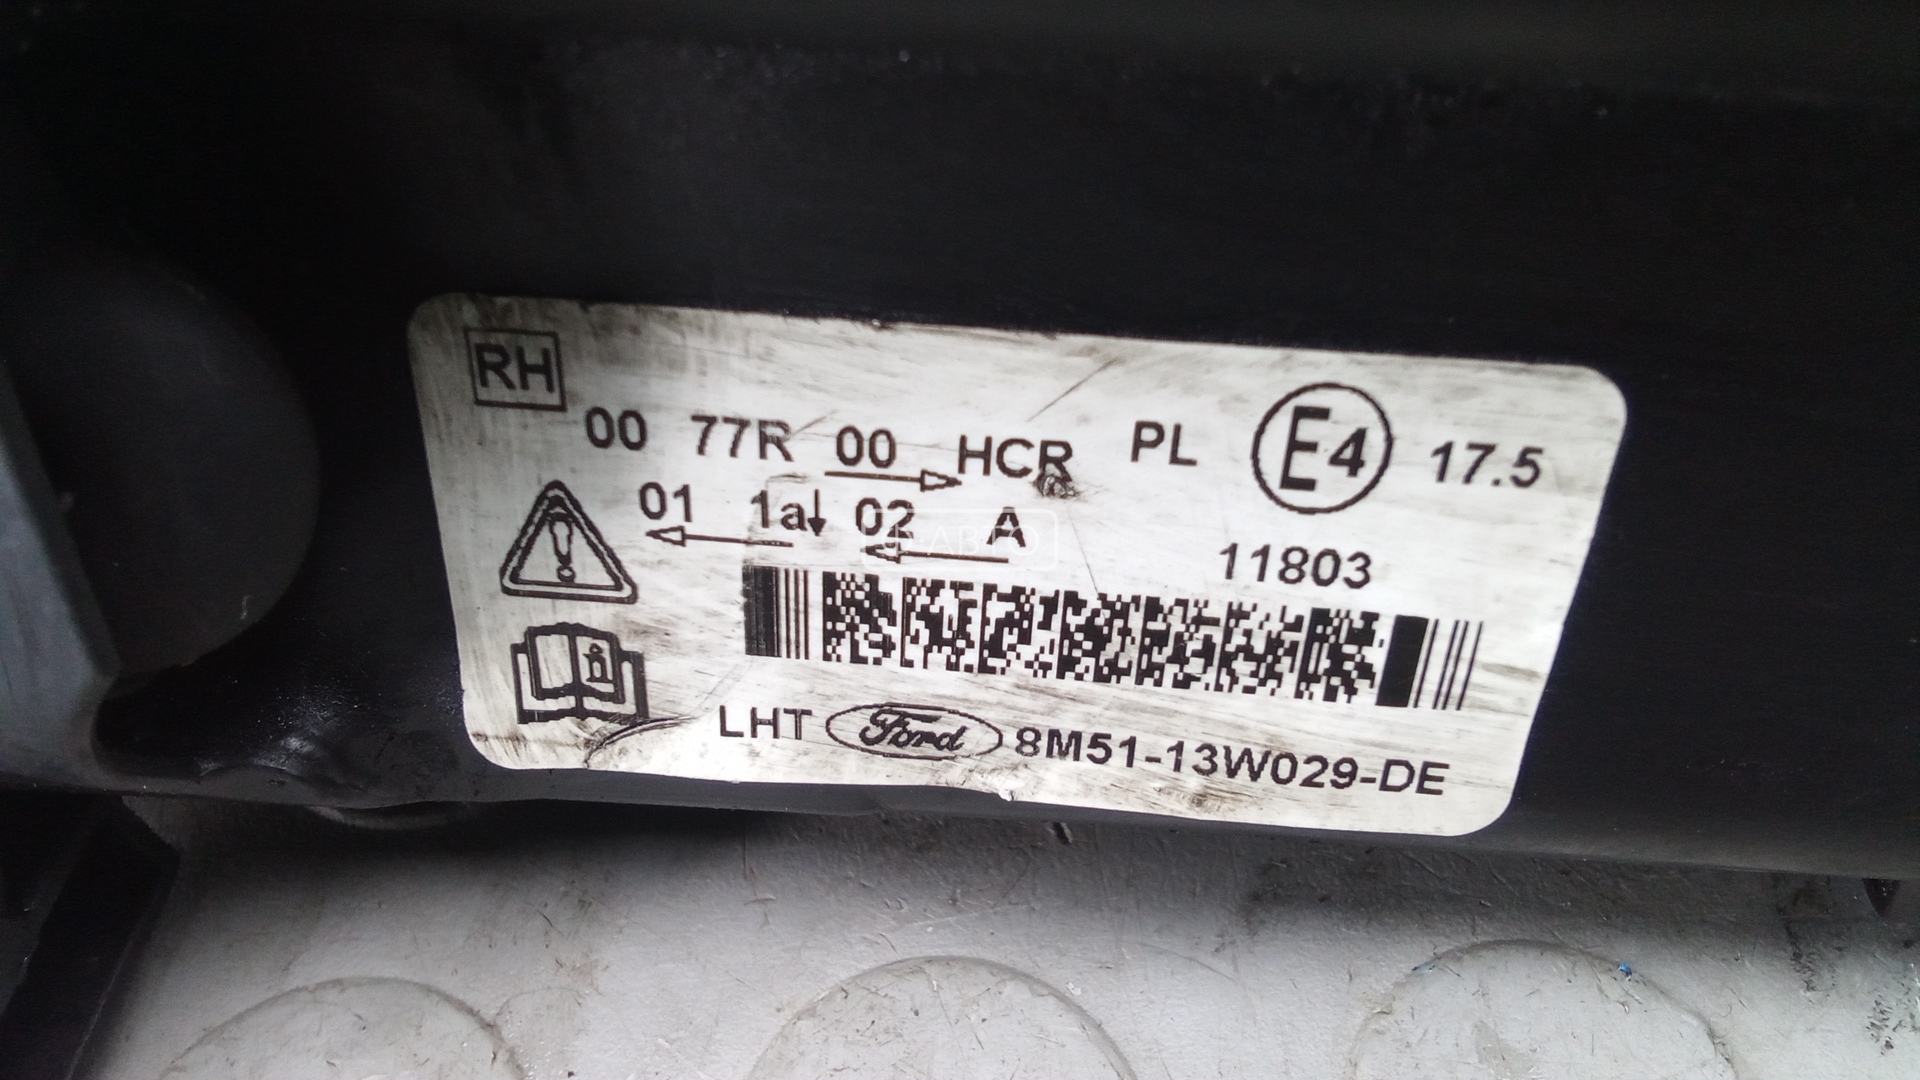 RH
00 77R 00 HCR PL E4 17.5
01 1a↓ 02 A 11803
LHT Ford 8M51-13W029-DE